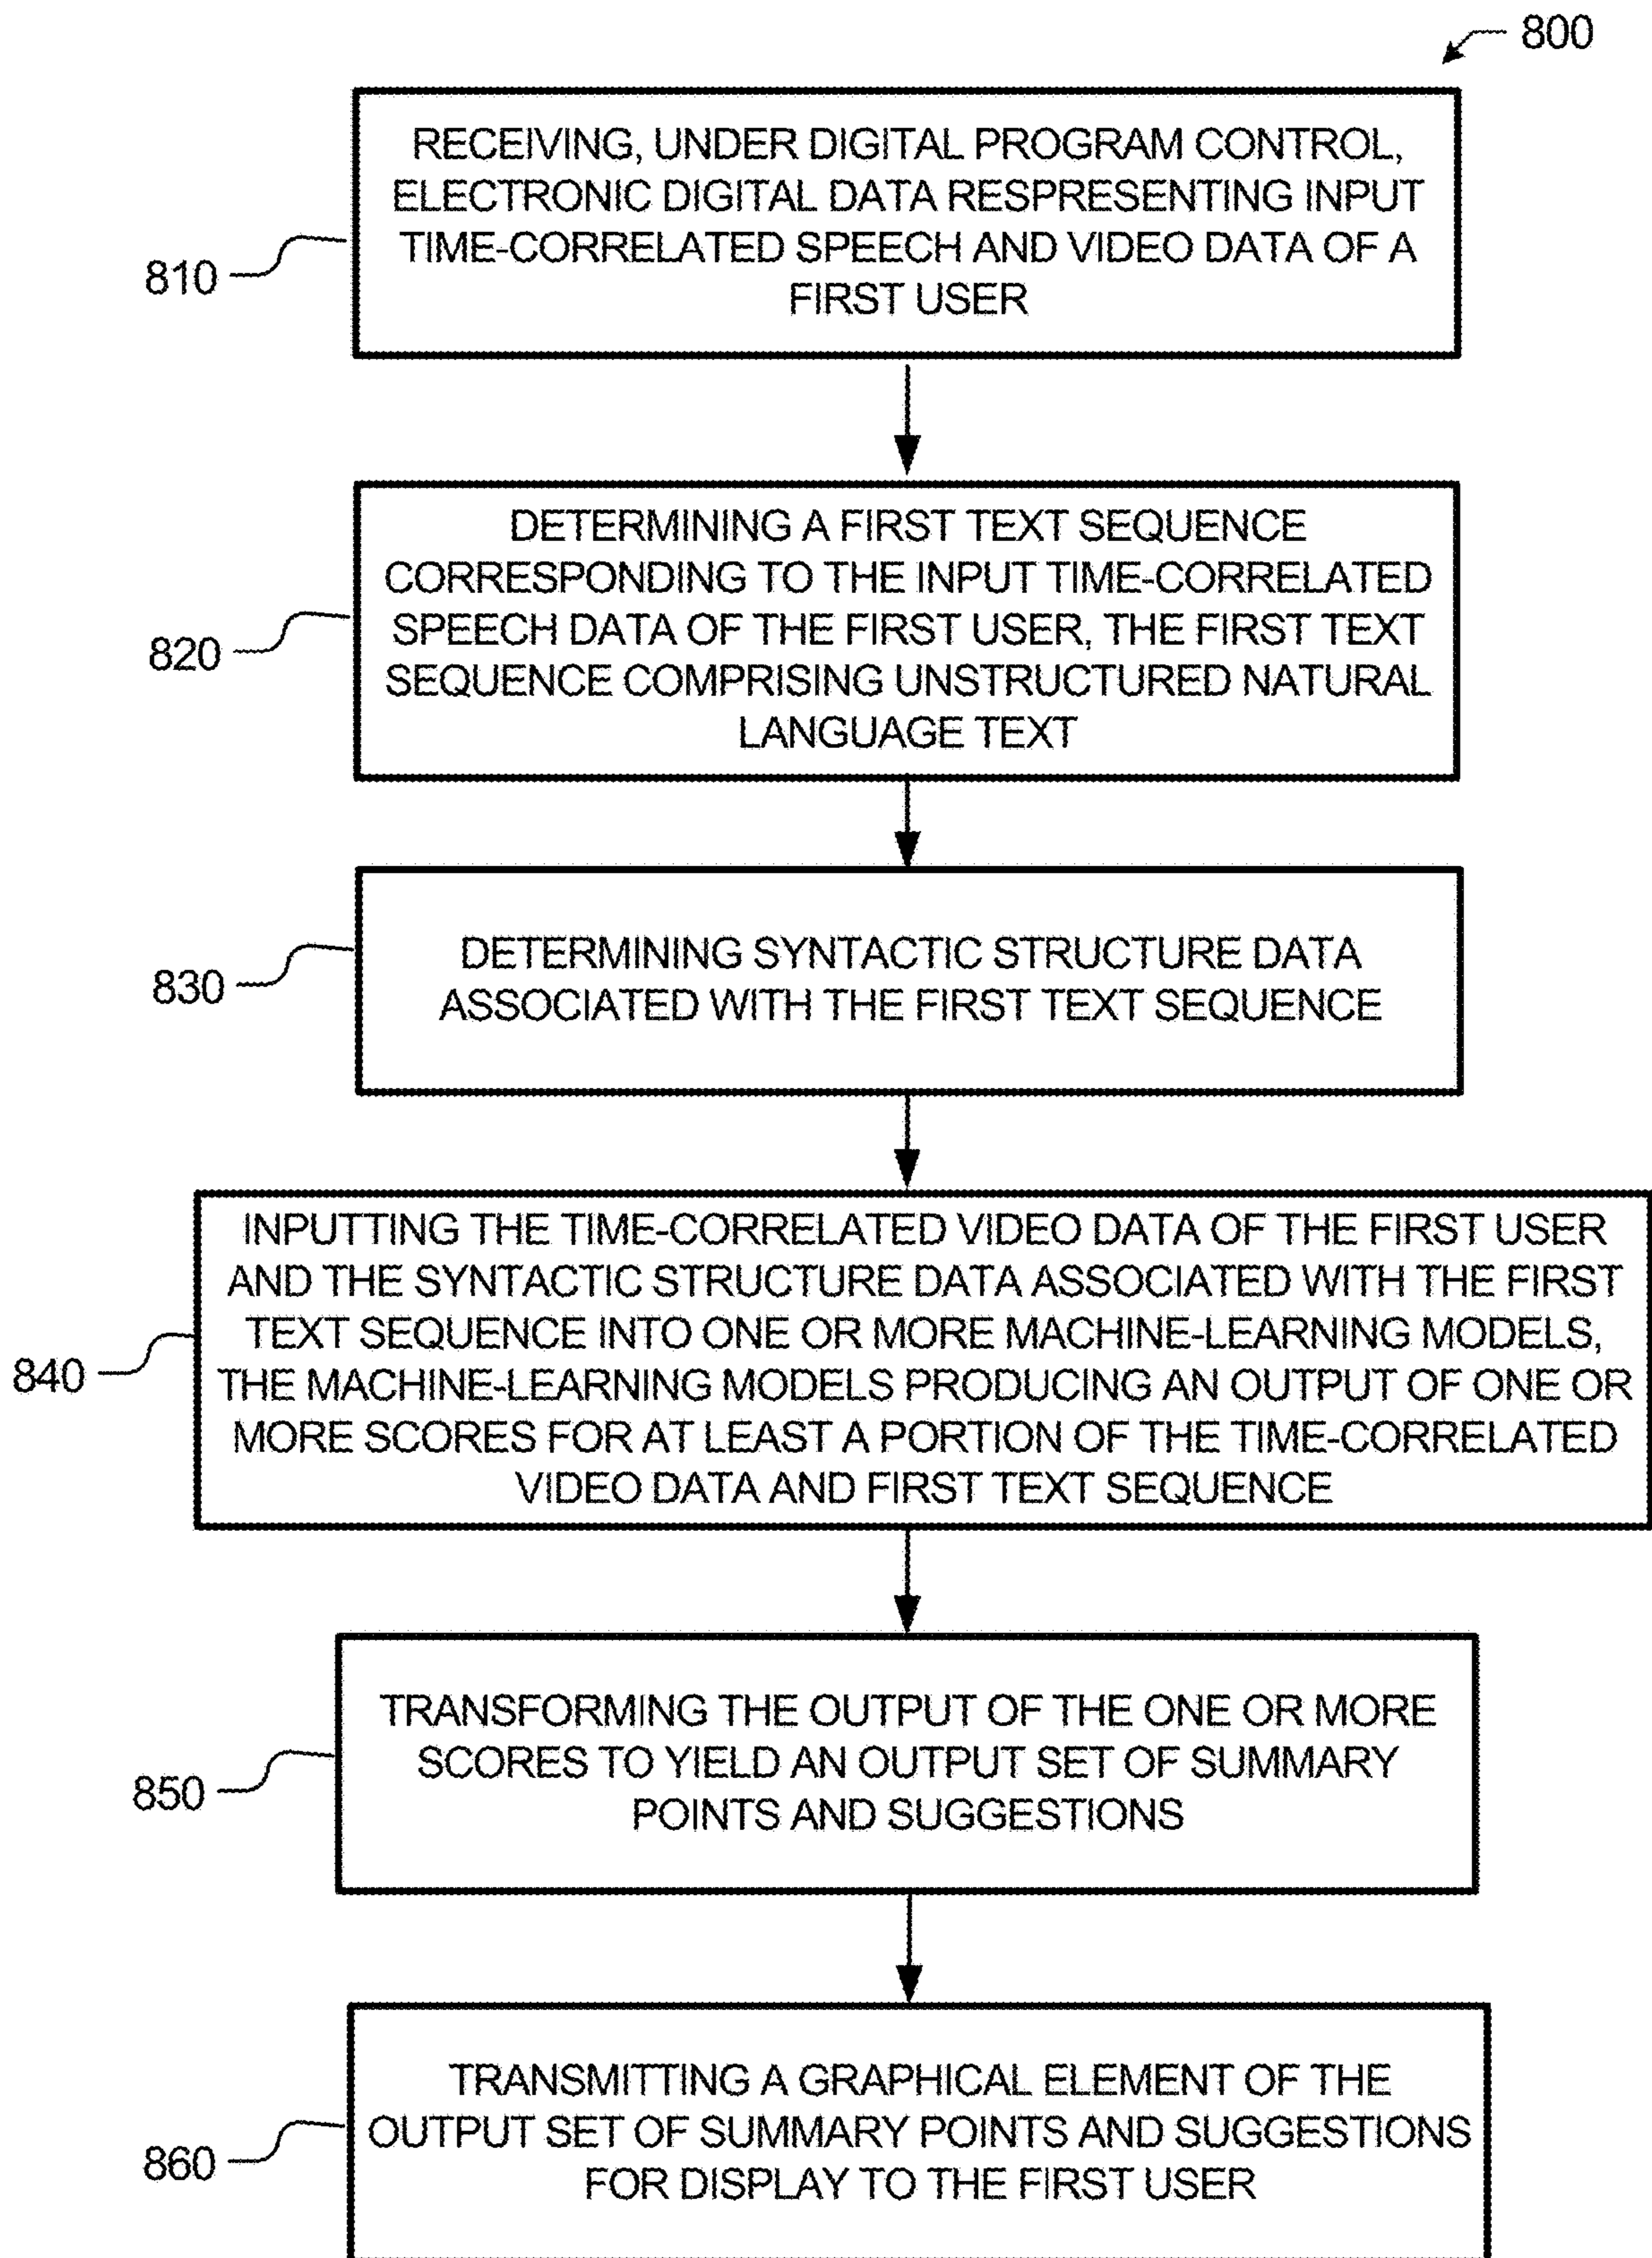 800
RECEIVING, UNDER DIGITAL PROGRAM CONTROL,
ELECTRONIC DIGITAL DATA RESPRESENTING INPUT
TIME-CORRELATED SPEECH AND VIDEO DATA OF A
FIRST USER
810
DETERMINING A FIRST TEXT SEQUENCE
CORRESPONDING TO THE INPUT TIME-CORRELATED
SPEECH DATA OF THE FIRST USER, THE FIRST TEXT
SEQUENCE COMPRISING UNSTRUCTURED NATURAL
LANGUAGE TEXT
820
DETERMINING SYNTACTIC STRUCTURE DATA
ASSOCIATED WITH THE FIRST TEXT SEQUENCE
830
INPUTTING THE TIME-CORRELATED VIDEO DATA OF THE FIRST USER
AND THE SYNTACTIC STRUCTURE DATA ASSOCIATED WITH THE FIRST
TEXT SEQUENCE INTO ONE OR MORE MACHINE-LEARNING MODELS,
THE MACHINE-LEARNING MODELS PRODUCING AN OUTPUT OF ONE OR
MORE SCORES FOR AT LEAST A PORTION OF THE TIME-CORRELATED
VIDEO DATA AND FIRST TEXT SEQUENCE
840
TRANSFORMING THE OUTPUT OF THE ONE OR MORE
SCORES TO YIELD AN OUTPUT SET OF SUMMARY
POINTS AND SUGGESTIONS
850
TRANSMITTING A GRAPHICAL ELEMENT OF THE
OUTPUT SET OF SUMMARY POINTS AND SUGGESTIONS
FOR DISPLAY TO THE FIRST USER
860